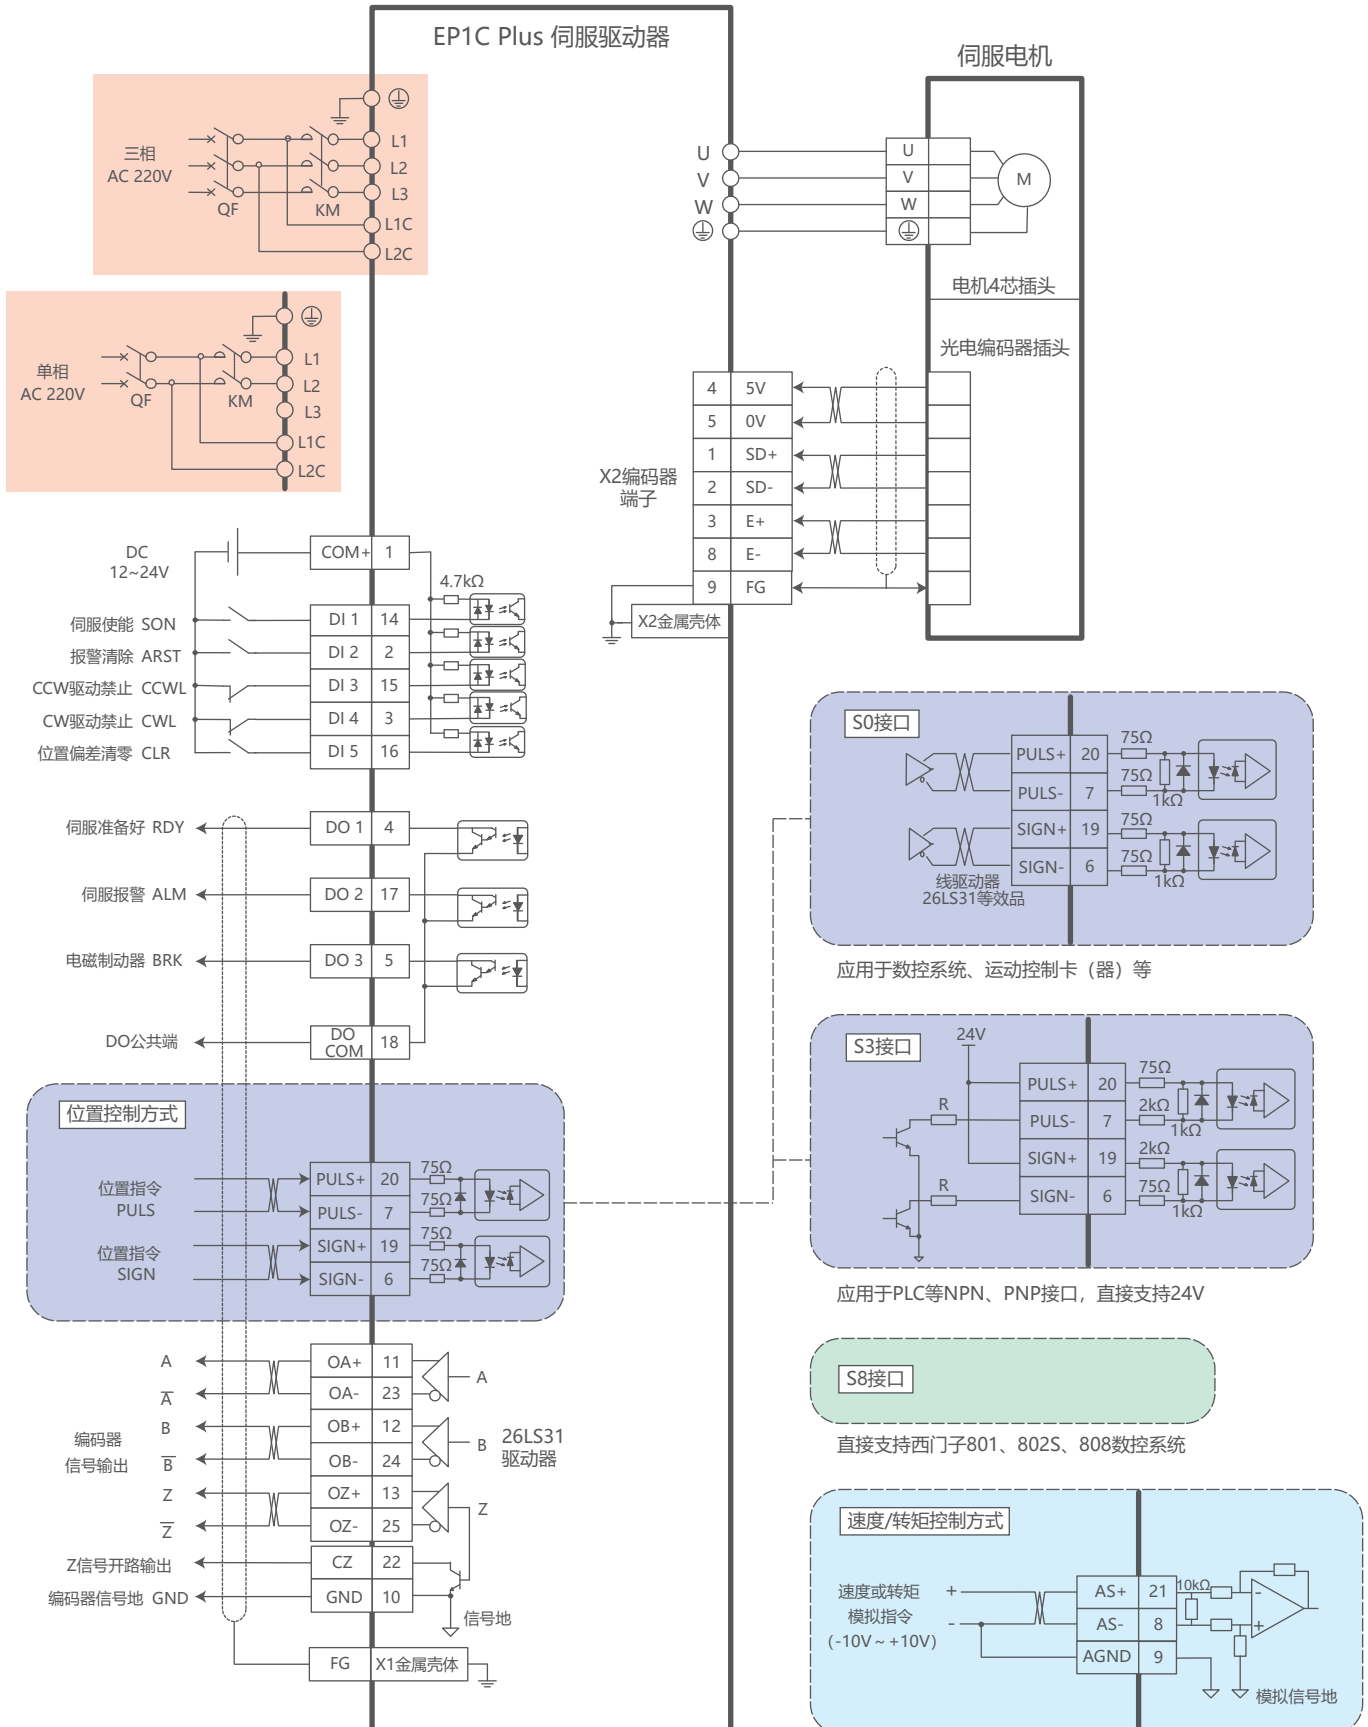 EP1C Plus 伺服驱动器
伺服电机
三相
AC 220V
QF
KM
L1
L2
L3
L1C
L2C
单相
AC 220V
QF
KM
L1
L2
L3
L1C
L2C
U
V
W
U
V
W
M
电机4芯插头
光电编码器插头
X2编码器
端子
4 5V
5 0V
1 SD+
2 SD-
3 E+
8 E-
9 FG
X2金属壳体
DC
12~24V
COM+ 1
4.7kΩ
伺服使能 SON DI 1 14
报警清除 ARST DI 2 2
CCW驱动禁止 CCWL DI 3 15
CW驱动禁止 CWL DI 4 3
位置偏差清零 CLR DI 5 16
伺服准备好 RDY DO 1 4
伺服报警 ALM DO 2 17
电磁制动器 BRK DO 3 5
DO公共端 DO COM 18
位置控制方式
位置指令
PULS
PULS+ 20 75Ω
PULS- 7 75Ω
位置指令
SIGN
SIGN+ 19 75Ω
SIGN- 6 75Ω
A OA+ 11
A OA- 23
A
B OB+ 12
B OB- 24
B
Z OZ+ 13
Z OZ- 25
Z
编码器
信号输出
26LS31
驱动器
Z信号开路输出 CZ 22
编码器信号地 GND GND 10
信号地
FG X1金属壳体
S0接口
PULS+ 20 75Ω
PULS- 7 75Ω
1kΩ
SIGN+ 19 75Ω
SIGN- 6 75Ω
1kΩ
线驱动器
26LS31等效品
应用于数控系统、运动控制卡（器）等
S3接口
24V
R
R
PULS+ 20 75Ω
PULS- 7 2kΩ
1kΩ
SIGN+ 19 2kΩ
SIGN- 6 75Ω
1kΩ
应用于PLC等NPN、PNP接口，直接支持24V
S8接口
直接支持西门子801、802S、808数控系统
速度/转矩控制方式
速度或转矩
模拟指令
(-10V ~ +10V)
+
-
AS+ 21 10kΩ
AS- 8
AGND 9
-
+
模拟信号地